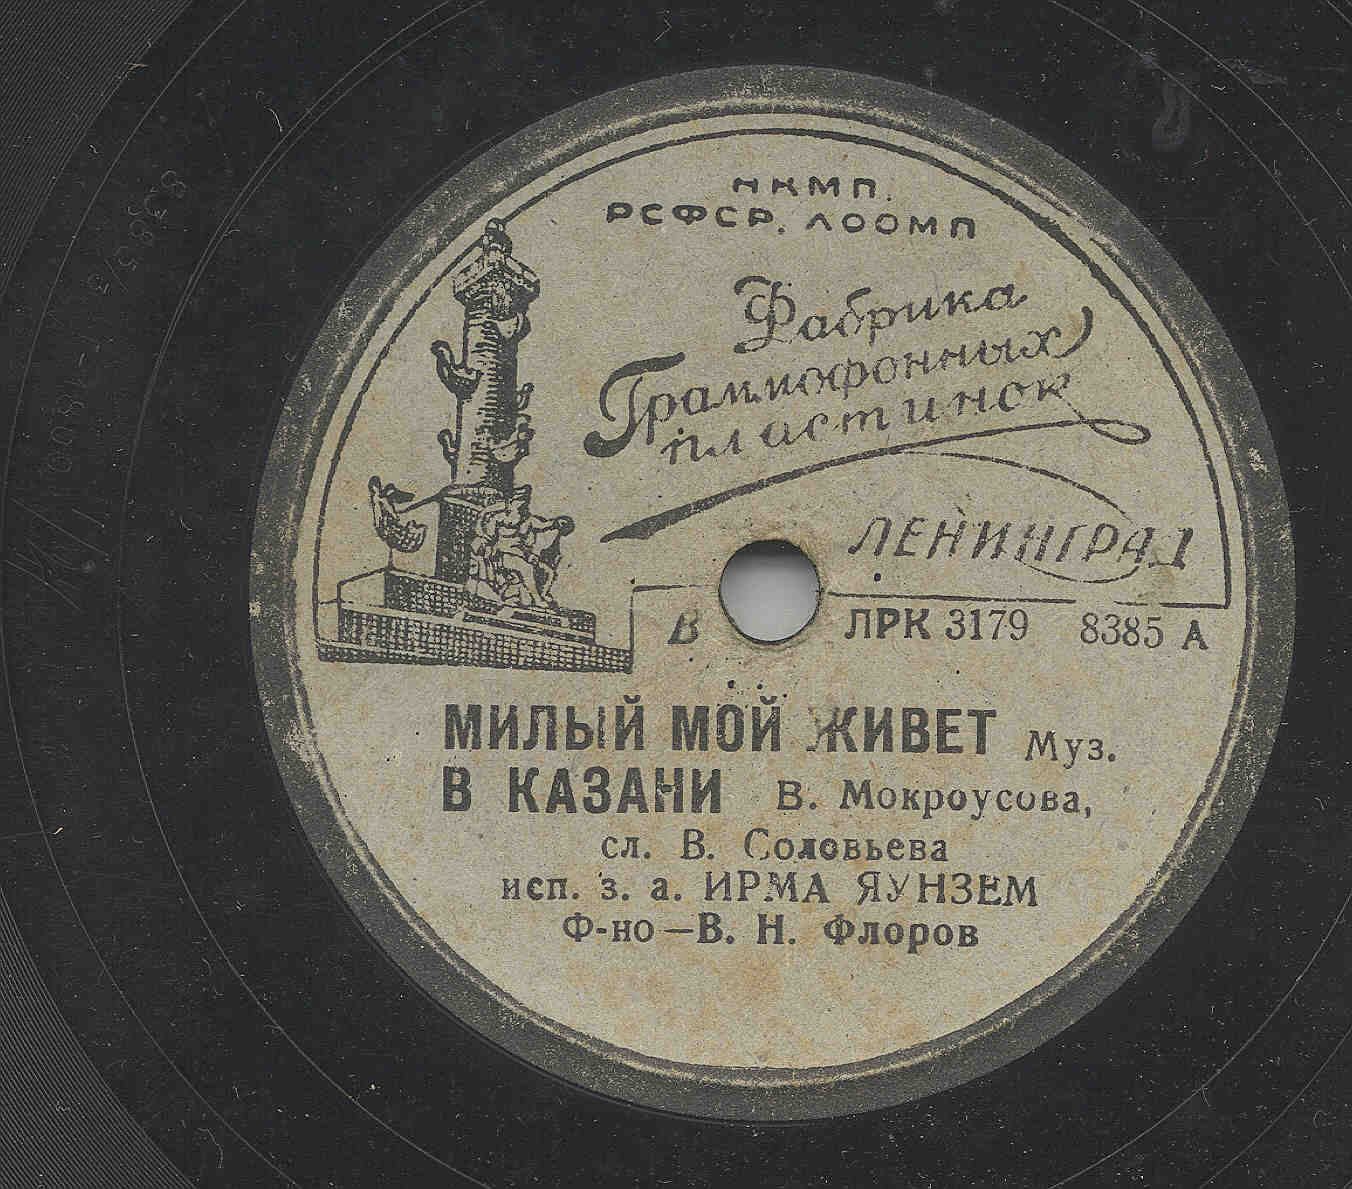 НКМП.
РСФСР. ЛООМП
Фабрика
Граммофонных
пластинок
ЛЕНИНГРАД
В ЛРК 3179 8385 А
МИЛЫЙ МОЙ ЖИВЕТ Муз.
В КАЗАНИ В. Мокроусова,
сл. В. Соловьева
исп. з. а. ИРМА ЯУНЗЕМ
Ф-но—В. Н. Флоров